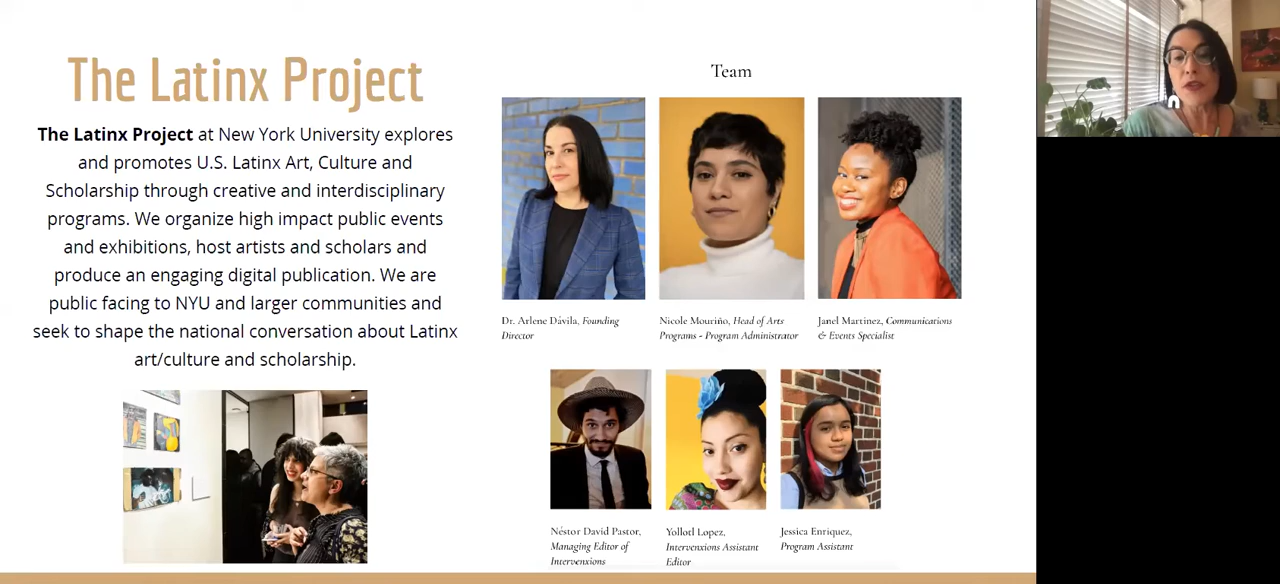 The Latinx Project
The Latinx Project at New York University explores
and promotes U.S. Latinx Art, Culture and
Scholarship through creative and interdisciplinary
programs. We organize high impact public events
and exhibitions, host artists and scholars and
produce an engaging digital publication. We are
public facing to NYU and larger communities and
seek to shape the national conversation about Latinx
art/culture and scholarship.
Team
Dr. Arlene Dávila, Founding
Director
Nicole Mouriño, Head of Arts
Programs - Program Administrator
Janel Martinez, Communications
& Events Specialist
Néstor David Pastor,
Managing Editor of
Intervenxions
Yollotl Lopez,
Intervenxions Assistant
Editor
Jessica Enriquez,
Program Assistant